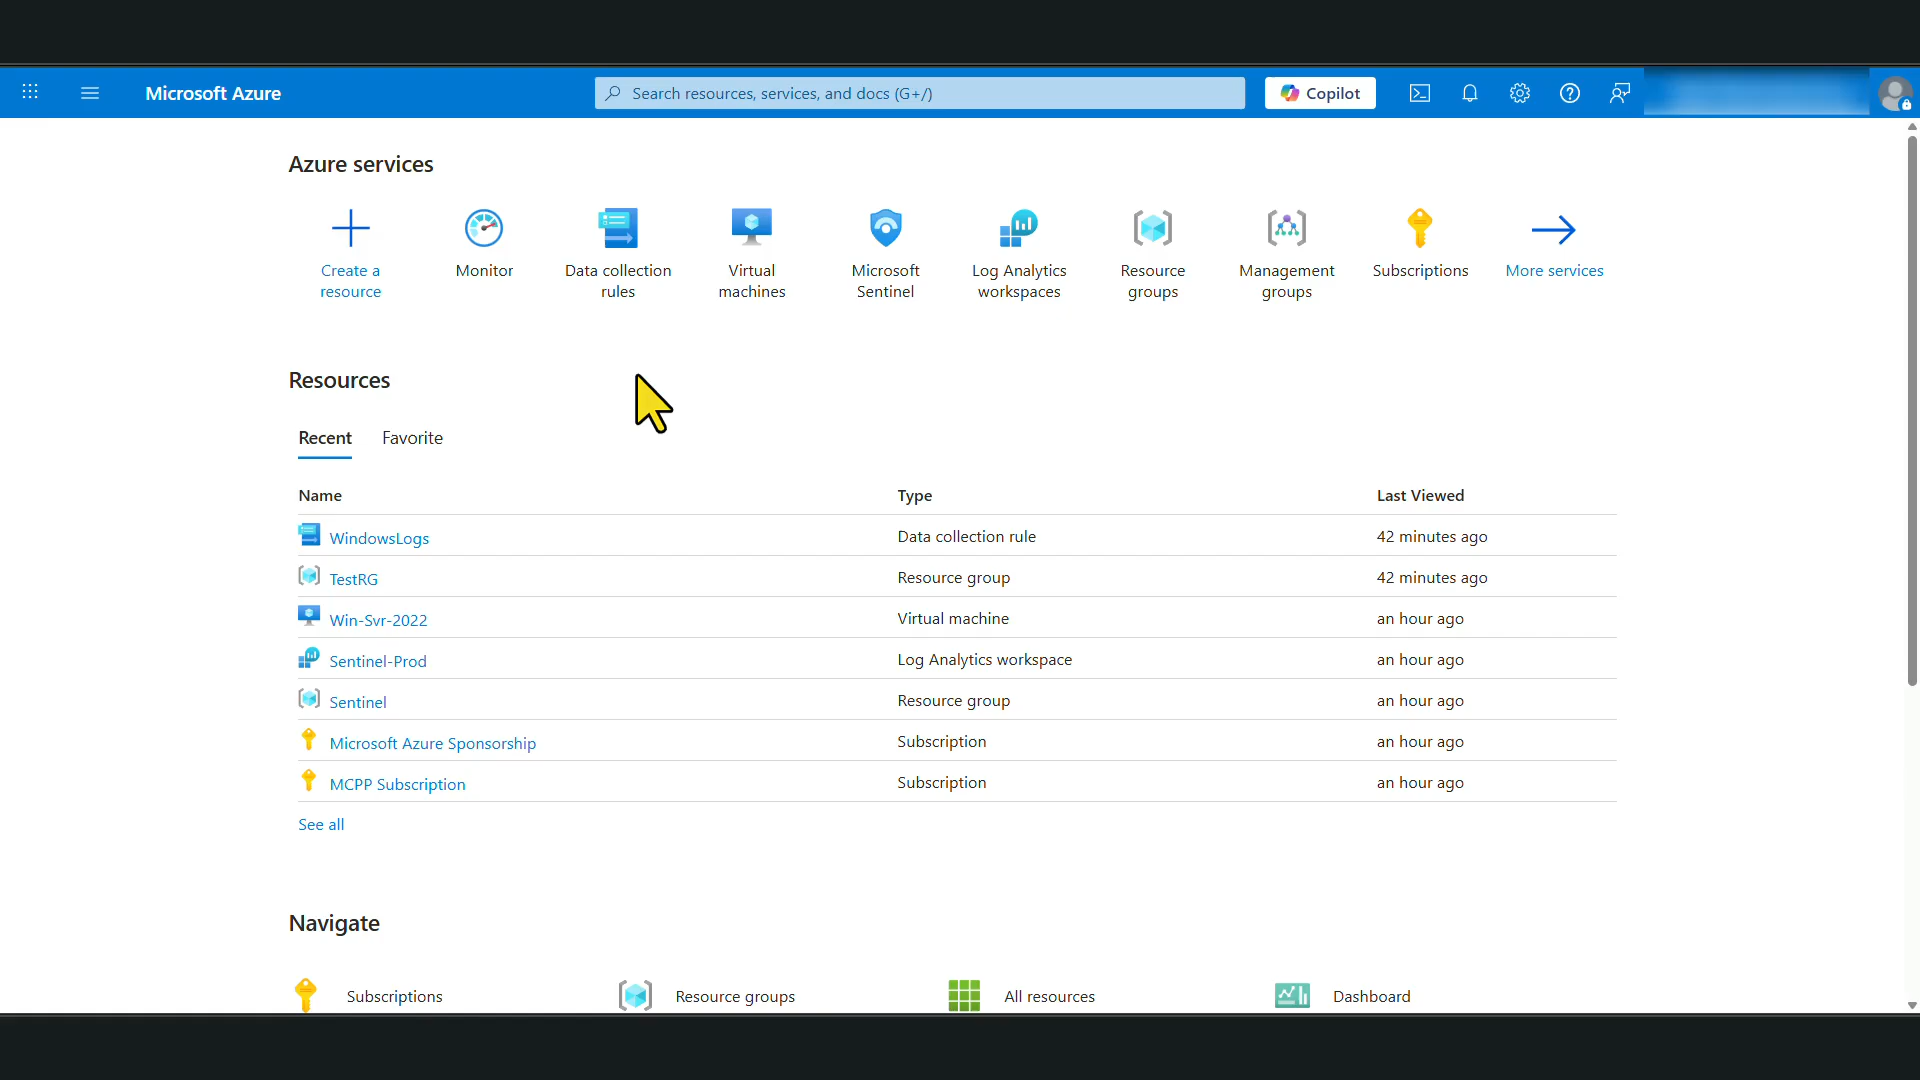 Microsoft Azure
Search resources, services, and docs (G+/)
Copilot
Azure services
Create a
resource
Monitor
Data collection
rules
Virtual
machines
Microsoft
Sentinel
Log Analytics
workspaces
Resource
groups
Management
groups
Subscriptions
More services
Resources
Recent
Favorite
Name Type Last Viewed
WindowsLogs Data collection rule 42 minutes ago
TestRG Resource group 42 minutes ago
Win-Svr-2022 Virtual machine an hour ago
Sentinel-Prod Log Analytics workspace an hour ago
Sentinel Resource group an hour ago
Microsoft Azure Sponsorship Subscription an hour ago
MCPP Subscription Subscription an hour ago
See all
Navigate
Subscriptions Resource groups All resources Dashboard